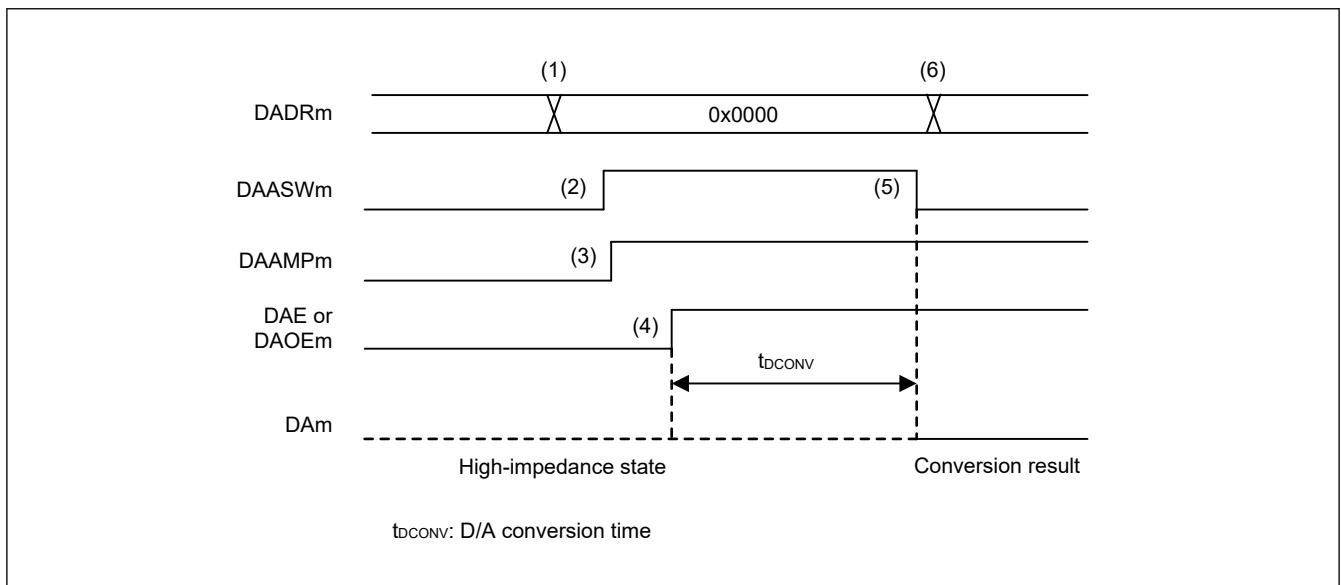 (1) (6)
DADRm 0x0000
DAASWm (2) (5)
DAAMPm (3)
DAE or
DAOEm (4)
tDCONV
DAm
High-impedance state Conversion result
tDCONV: D/A conversion time